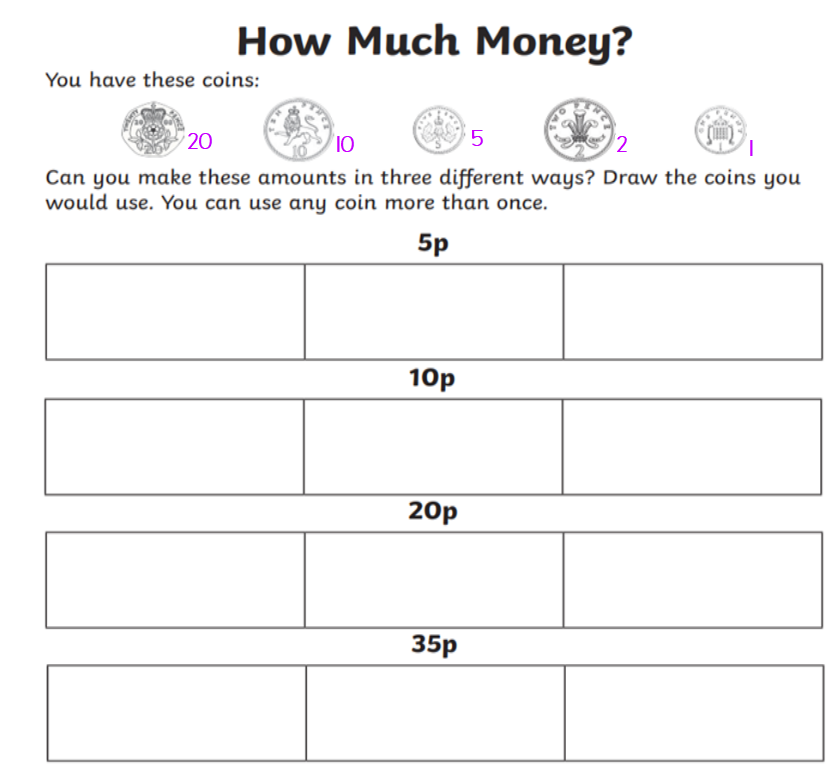 How Much Money?
You have these coins:
20 10 5 2 1
Can you make these amounts in three different ways? Draw the coins you
would use. You can use any coin more than once.
5p
10p
20p
35p